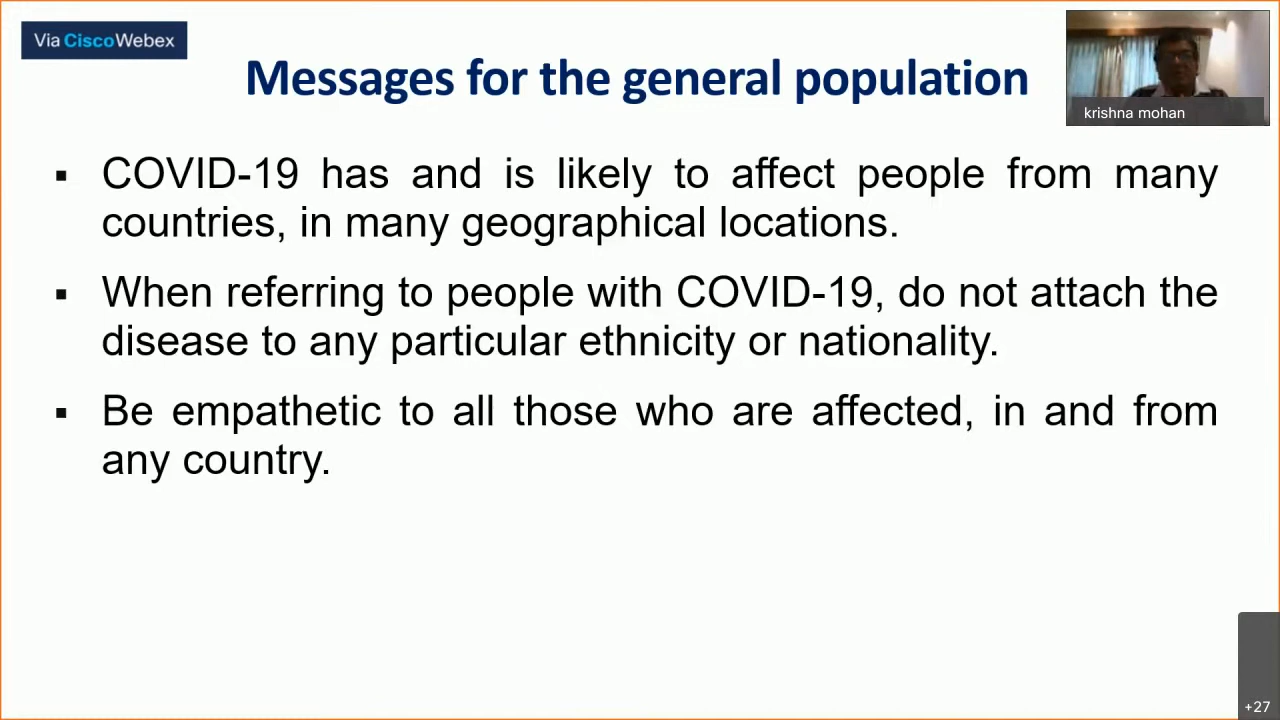 Via CiscoWebex
Messages for the general population
krishna mohan
▪ COVID-19 has and is likely to affect people from many
countries, in many geographical locations.
▪ When referring to people with COVID-19, do not attach the
disease to any particular ethnicity or nationality.
▪ Be empathetic to all those who are affected, in and from
any country.
+27